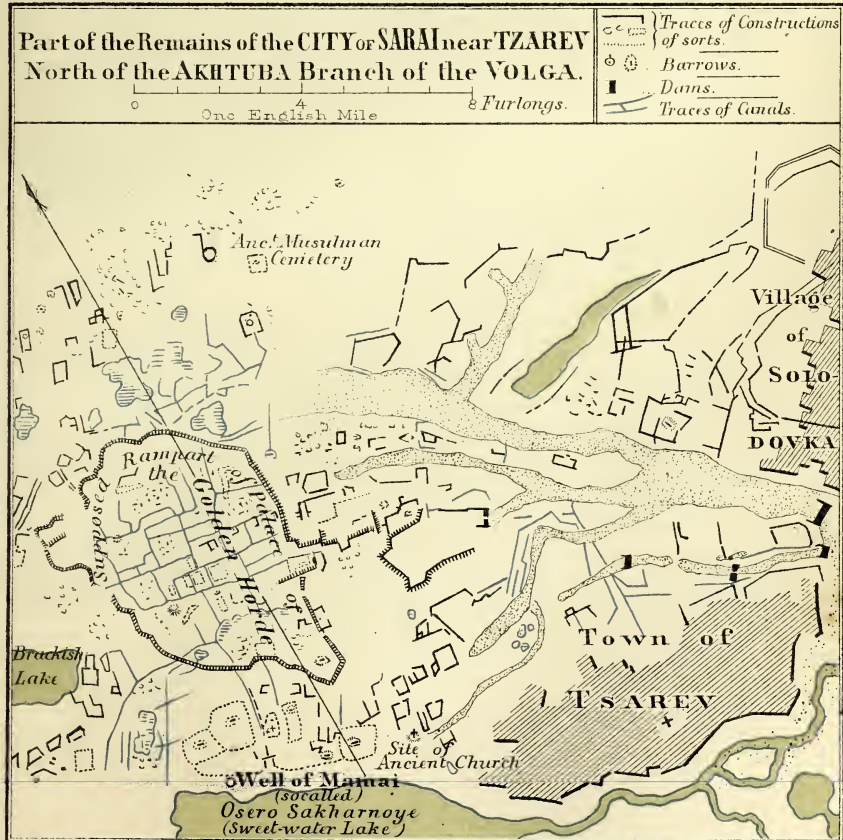 Part of the Remains of the CITY OF SARAI near TZAREV
North of the AKHTUBA Branch of the VOLGA.
0 4 8 Furlongs.
One English Mile
Traces of Constructions
of sorts.
Barrows.
Dams.
Traces of Canals.
Anct. Musulman
Cemetery
Village
of
SOLO-
DOVKA
Supposed Rampart of Palace of
the Golden Horde
Brackish
Lake
Town of
TSAREV
Site of
Ancient Church
Well of Mamai
(socalled)
Osero Sakharnoye
(Sweet-water Lake)